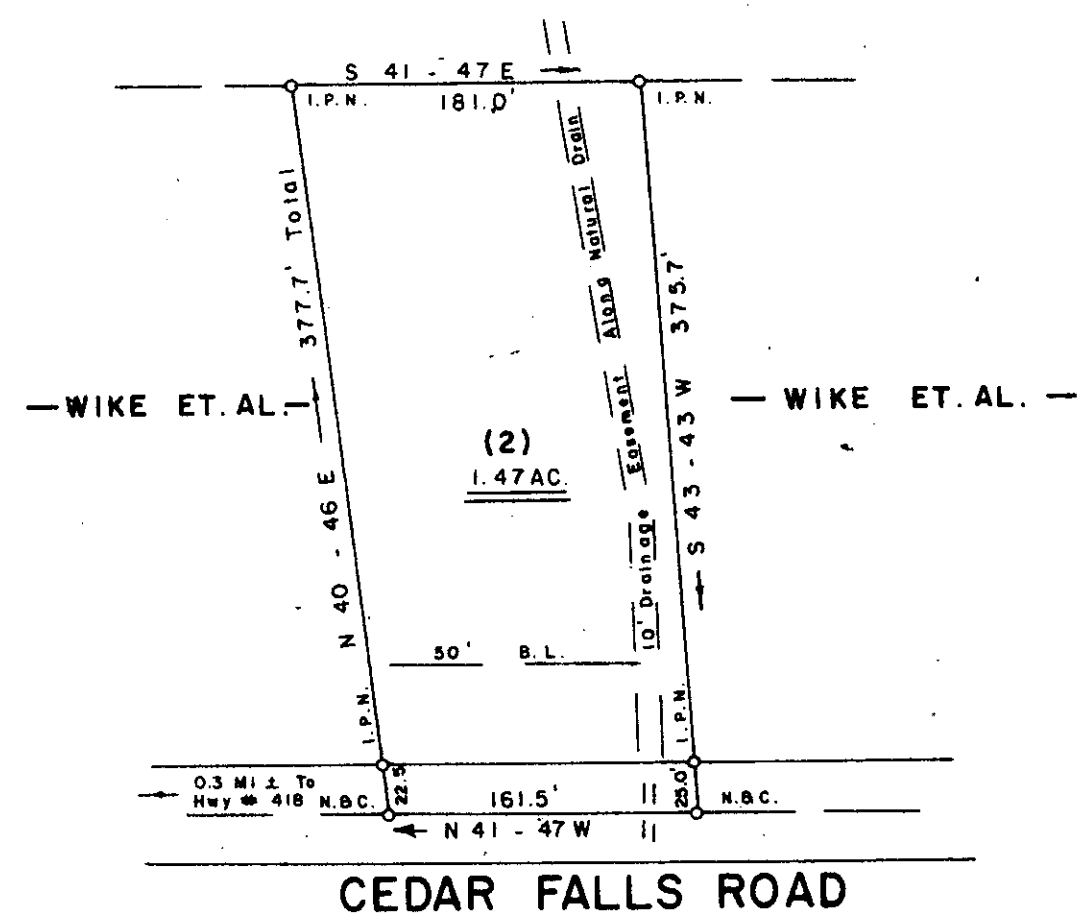 S 41 - 47 E
I.P.N.
181.0'
I.P.N.
377.7' Total
N 40 - 46 E
10' Drainage Easement Along Natural Drain
S 43 - 43 W 375.7'
— WIKE ET. AL. —
— WIKE ET. AL. —
(2)
1.47 AC.
50' B.L.
I.P.N.
I.P.N.
0.3 Mi ± To
Hwy # 418
N.&C.
22.5
161.5'
25.0'
N.&C.
N 41 - 47 W
CEDAR FALLS ROAD